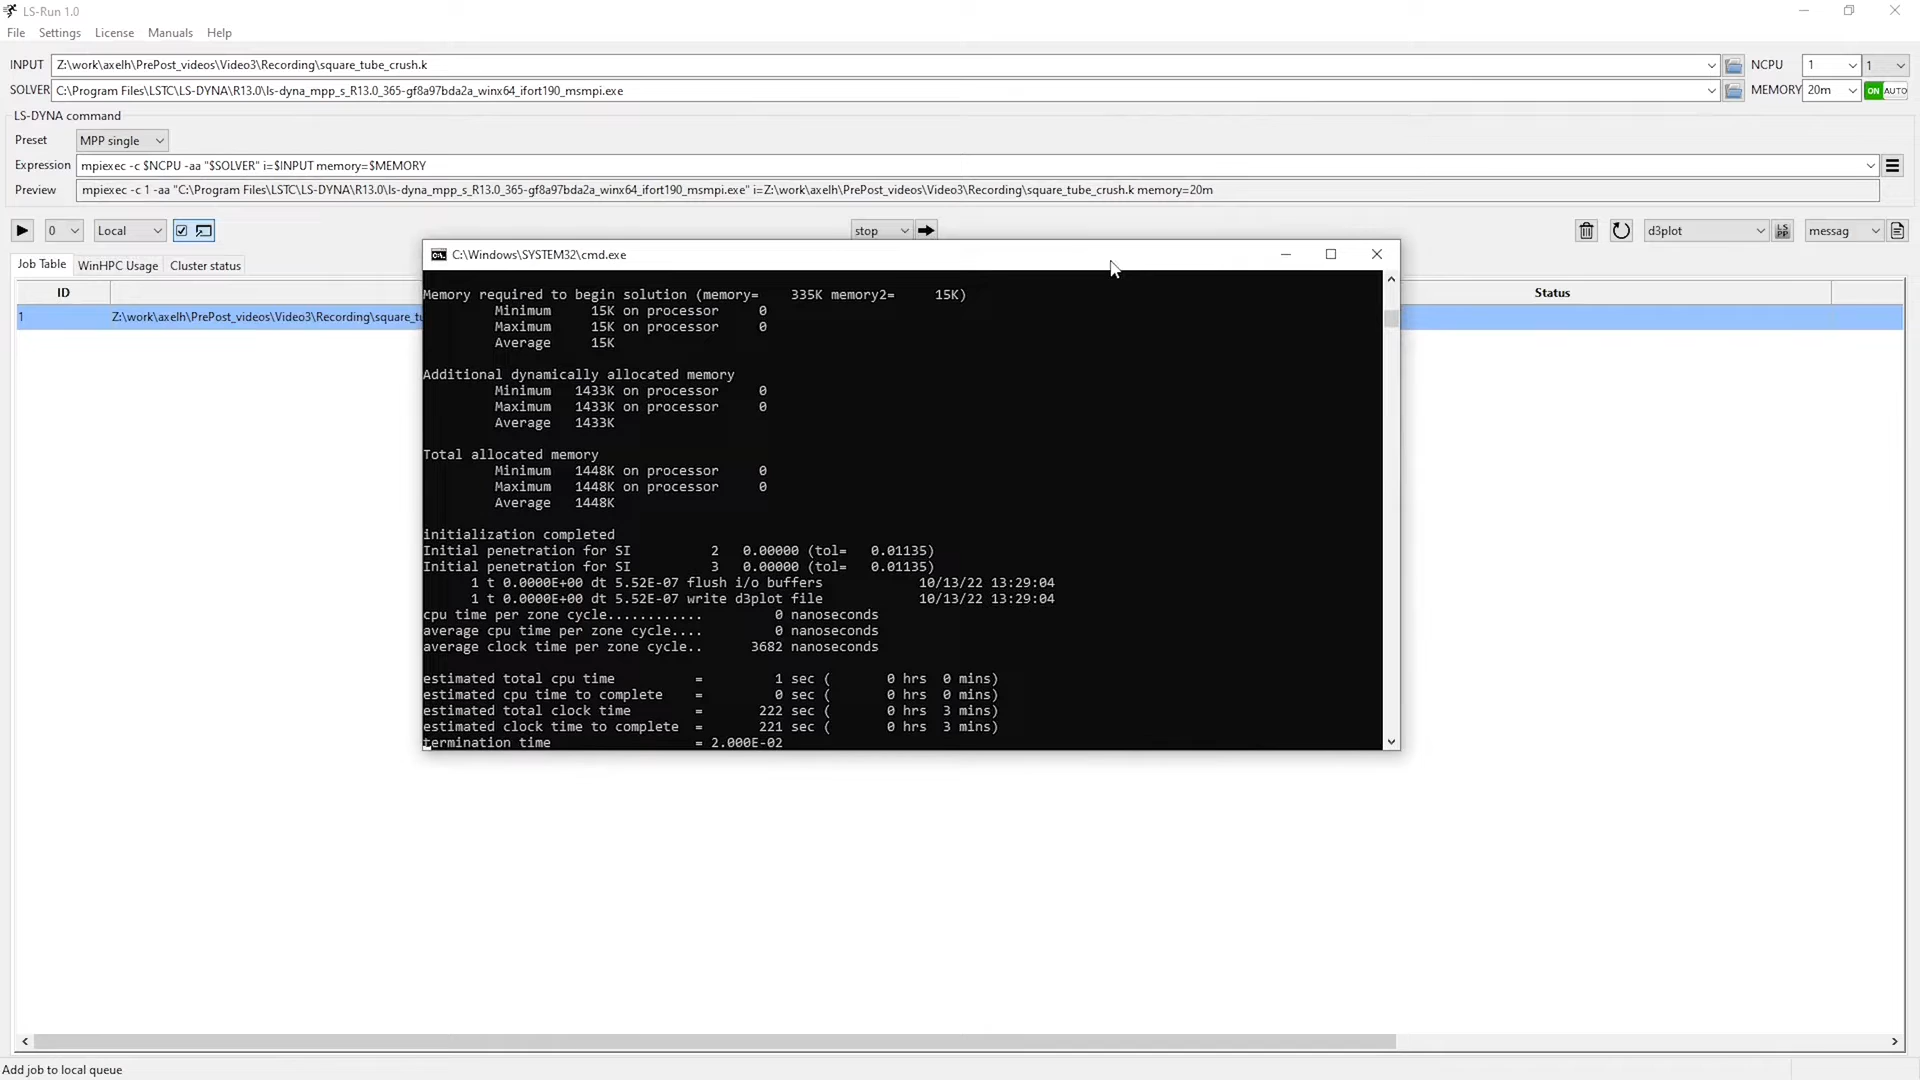 LS-Run 1.0
File Settings License Manuals Help
INPUT Z:\work\axelh\PrePost_videos\Video3\Recording\square_tube_crush.k NCPU 1 1
SOLVER C:\Program Files\LSTC\LS-DYNA\R13.0\ls-dyna_mpp_s_R13.0_365-gf8a97bda2a_winx64_ifort190_msmpi.exe MEMORY 20m ON AUTO
LS-DYNA command
Preset MPP single
Expression mpiexec -c $NCPU -aa "$SOLVER" i=$INPUT memory=$MEMORY
Preview mpiexec -c 1 -aa "C:\Program Files\LSTC\LS-DYNA\R13.0\ls-dyna_mpp_s_R13.0_365-gf8a97bda2a_winx64_ifort190_msmpi.exe" i=Z:\work\axelh\PrePost_videos\Video3\Recording\square_tube_crush.k memory=20m
0 Local stop d3plot LS PP messag
Job Table WinHPC Usage Cluster status
ID Status
1 Z:\work\axelh\PrePost_videos\Video3\Recording\square_tu
C:\Windows\SYSTEM32\cmd.exe
Memory required to begin solution (memory= 335K memory2= 15K)
Minimum 15K on processor 0
Maximum 15K on processor 0
Average 15K
Additional dynamically allocated memory
Minimum 1433K on processor 0
Maximum 1433K on processor 0
Average 1433K
Total allocated memory
Minimum 1448K on processor 0
Maximum 1448K on processor 0
Average 1448K
initialization completed
Initial penetration for SI 2 0.00000 (tol= 0.01135)
Initial penetration for SI 3 0.00000 (tol= 0.01135)
1 t 0.0000E+00 dt 5.52E-07 flush i/o buffers 10/13/22 13:29:04
1 t 0.0000E+00 dt 5.52E-07 write d3plot file 10/13/22 13:29:04
cpu time per zone cycle............ 0 nanoseconds
average cpu time per zone cycle.... 0 nanoseconds
average clock time per zone cycle.. 3682 nanoseconds
estimated total cpu time = 1 sec ( 0 hrs 0 mins)
estimated cpu time to complete = 0 sec ( 0 hrs 0 mins)
estimated total clock time = 222 sec ( 0 hrs 3 mins)
estimated clock time to complete = 221 sec ( 0 hrs 3 mins)
termination time = 2.000E-02
Add job to local queue